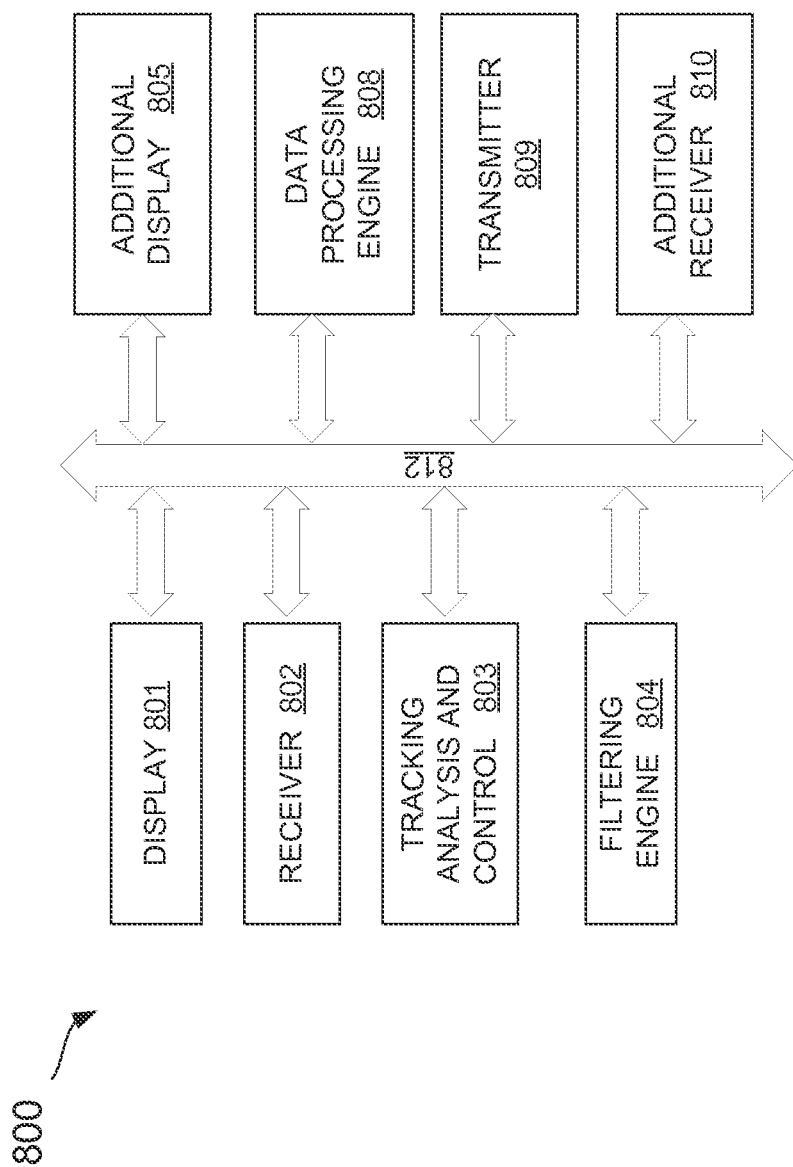 800
DISPLAY 801
RECEIVER 802
TRACKING
ANALYSIS AND
CONTROL 803
FILTERING
ENGINE 804
812
ADDITIONAL
DISPLAY 805
DATA
PROCESSING
ENGINE 808
TRANSMITTER
809
ADDITIONAL
RECEIVER 810